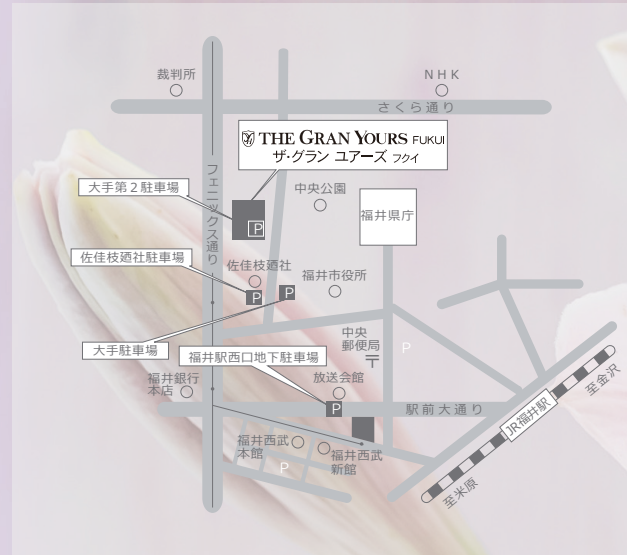 裁判所
NHK
さくら通り
THE GRAN YOURS FUKUI
ザ・グラン ユアーズ フクイ
フェニックス通り
大手第2駐車場
中央公園
福井県庁
P
佐佳枝廼社駐車場
佐佳枝廼社
福井市役所
P
P
中央
郵便局
〒
P
大手駐車場
福井駅西口地下駐車場
福井銀行
本店
放送会館
P
駅前大通り
JR福井駅
至金沢
福井西武
本館
福井西武
新館
P
至米原